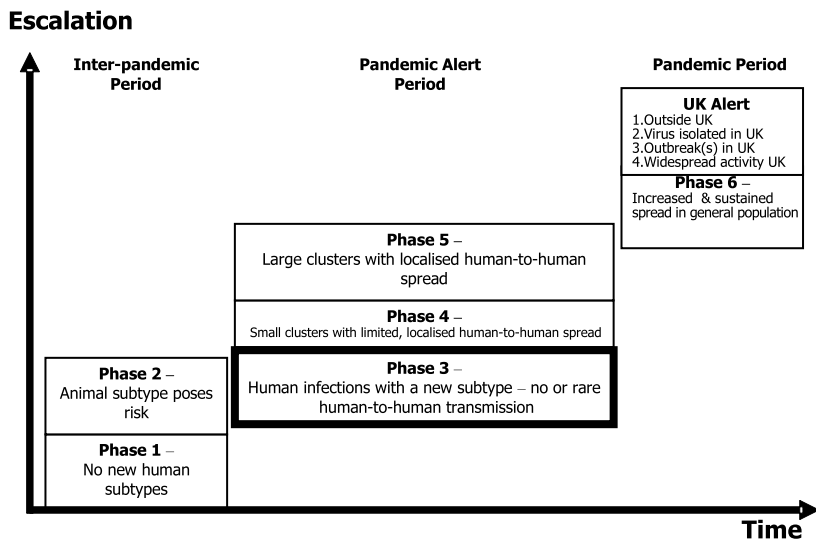 Escalation
Inter-pandemic
Period
Pandemic Alert
Period
Pandemic Period
UK Alert
1.Outside UK
2.Virus isolated in UK
3.Outbreak(s) in UK
4.Widespread activity UK
Phase 6 –
Increased & sustained
spread in general population
Phase 5 –
Large clusters with localised human-to-human
spread
Phase 4 –
Small clusters with limited, localised human-to-human spread
Phase 3 –
Human infections with a new subtype – no or rare
human-to-human transmission
Phase 2 –
Animal subtype poses
risk
Phase 1 –
No new human
subtypes
Time